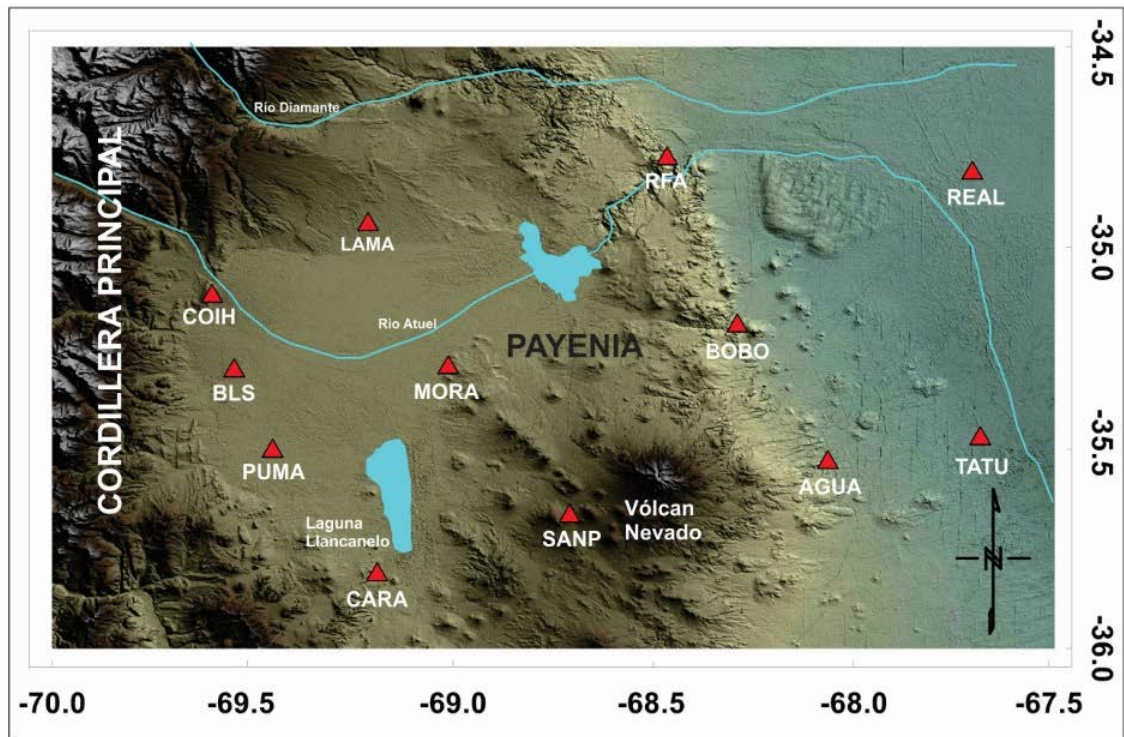 -34.5
Río Diamante
CORDILLERA PRINCIPAL
RFA
REAL
LAMA
-35.0
COIH
Rio Atuel
PAYENIA
BOBO
BLS
MORA
-35.5
PUMA
TATU
AGUA
Laguna
Llancanelo
Vólcan
Nevado
SANP
N
CARA
-36.0
-70.0 -69.5 -69.0 -68.5 -68.0 -67.5